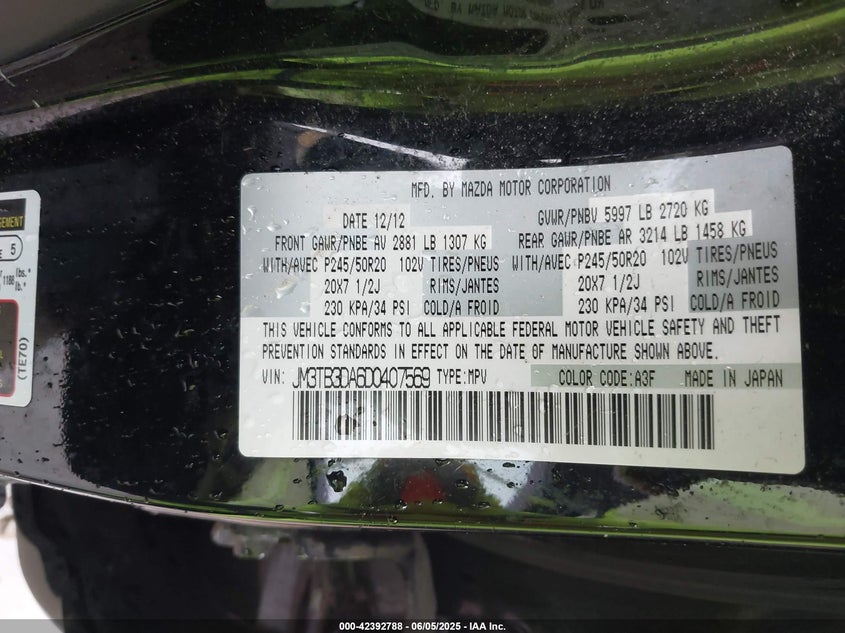 MFD. BY MAZDA MOTOR CORPORATION
DATE 12/12
GVWR/PNBV 5997 LB 2720 KG
FRONT GAWR/PNBE AV 2881 LB 1307 KG
REAR GAWR/PNBE AR 3214 LB 1458 KG
WITH/AVEC P245/50R20 102V TIRES/PNEUS
WITH/AVEC P245/50R20 102V TIRES/PNEUS
20X7 1/2J RIMS/JANTES
20X7 1/2J RIMS/JANTES
230 KPA/34 PSI COLD/A FROID
230 KPA/34 PSI COLD/A FROID
THIS VEHICLE CONFORMS TO ALL APPLICABLE FEDERAL MOTOR VEHICLE SAFETY AND THEFT
PREVENTION STANDARDS IN EFFECT ON THE DATE OF MANUFACTURE SHOWN ABOVE.
VIN: JM3TB3DA6D0407569 TYPE:MPV COLOR CODE:A3F MADE IN JAPAN
5
1186 lbs.*
lb.*
(TE70)
000-42392788 - 06/05/2025 - IAA Inc.